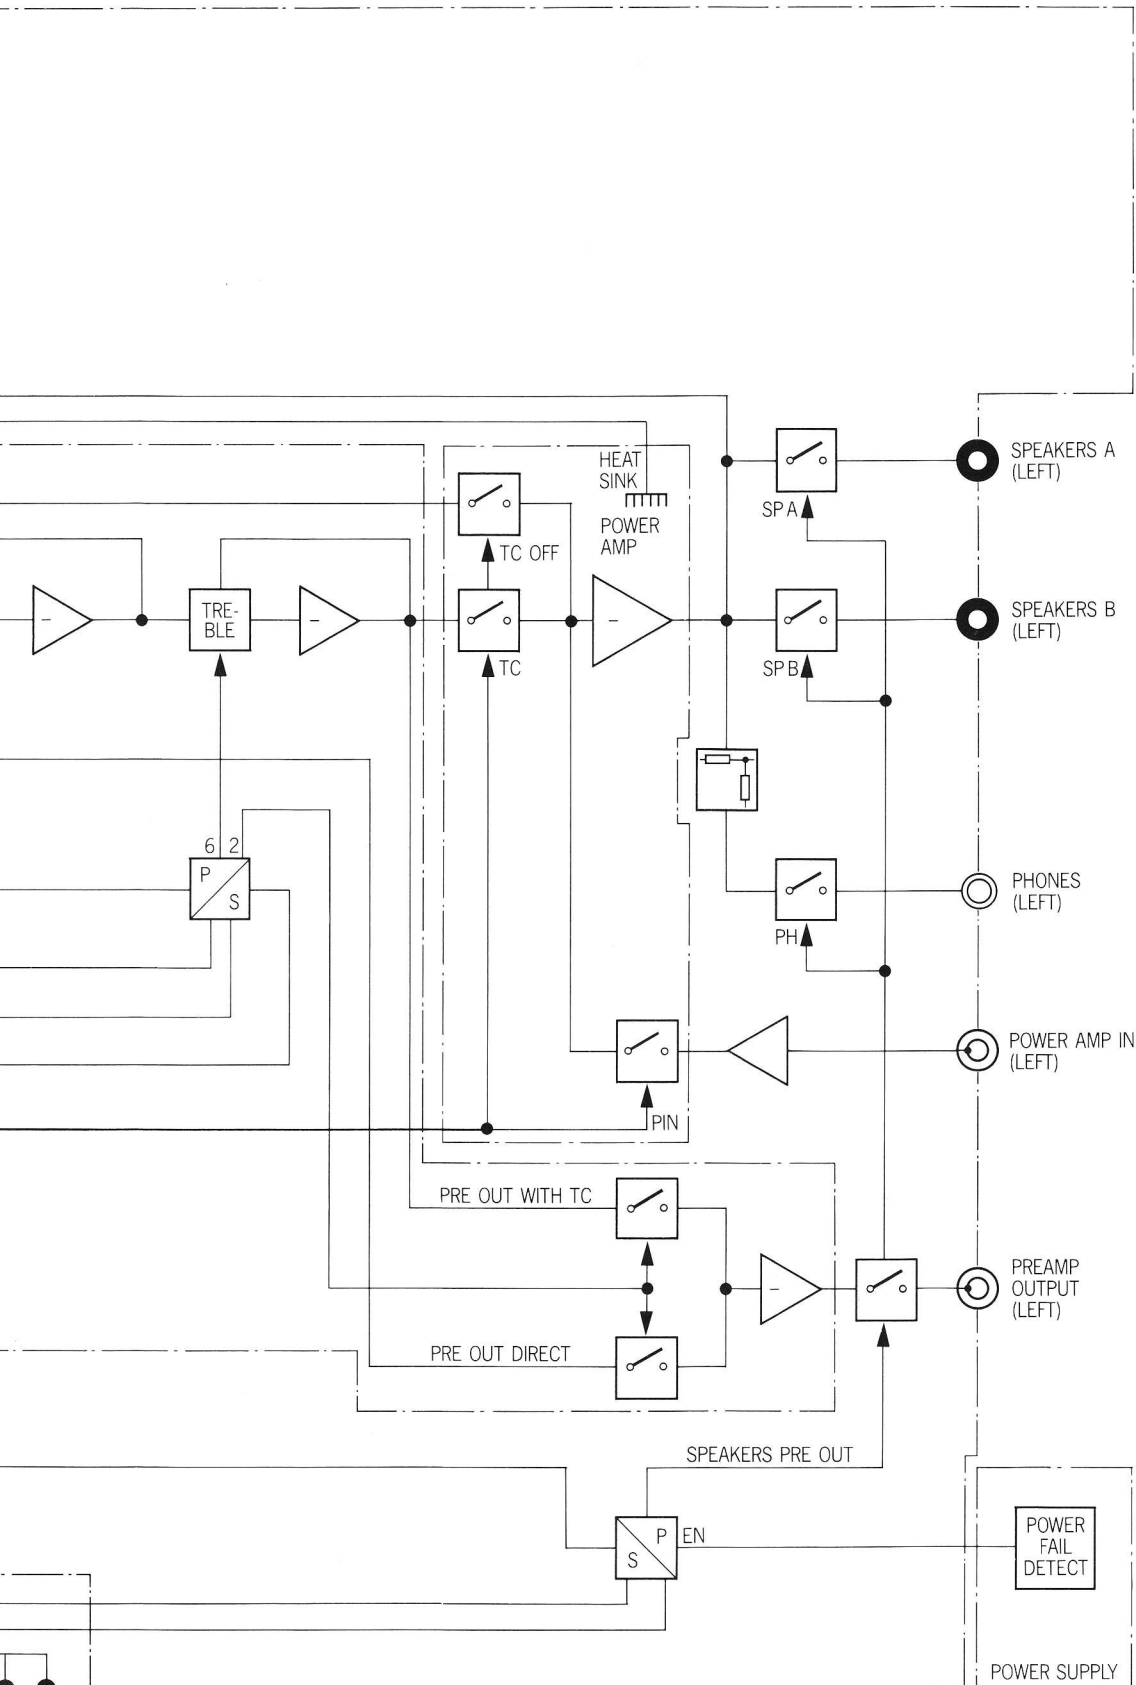 SPEAKERS A
(LEFT)
HEAT
SINK
SP A
POWER
AMP
TC OFF
TRE-
BLE
SPEAKERS B
(LEFT)
TC
SP B
6 2
P
S
PHONES
(LEFT)
PH
POWER AMP IN
(LEFT)
PIN
PRE OUT WITH TC
PREAMP
OUTPUT
(LEFT)
PRE OUT DIRECT
SPEAKERS PRE OUT
P
S
EN
POWER
FAIL
DETECT
POWER SUPPLY